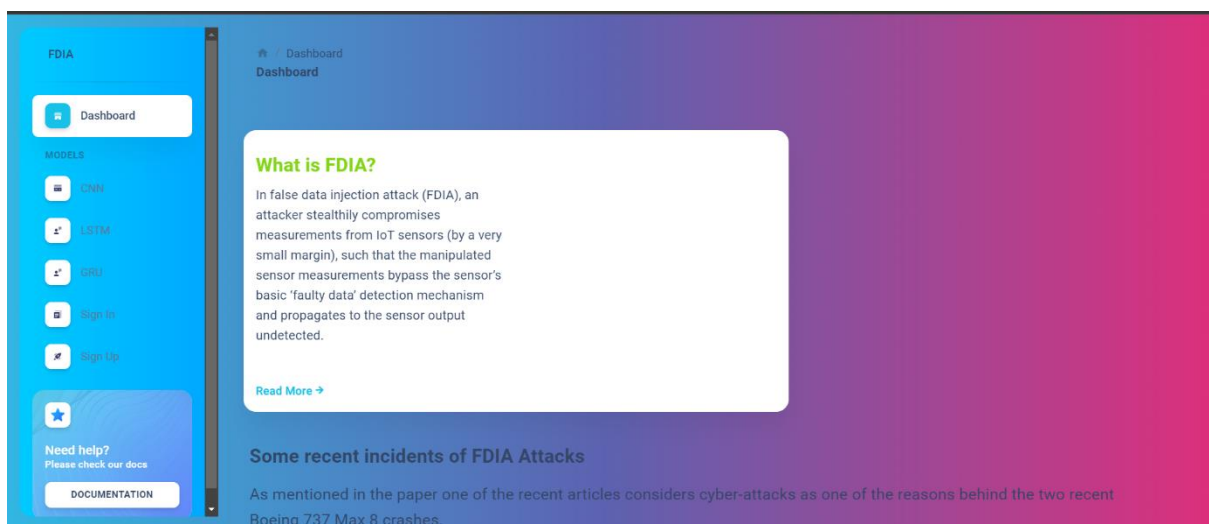 FDIA
Dashboard
MODELS
CNN
LSTM
GRU
Sign In
Sign Up
Need help?
Please check our docs
DOCUMENTATION
/ Dashboard
Dashboard
What is FDIA?
In false data injection attack (FDIA), an
attacker stealthily compromises
measurements from IoT sensors (by a very
small margin), such that the manipulated
sensor measurements bypass the sensor's
basic 'faulty data' detection mechanism
and propagates to the sensor output
undetected.
Read More →
Some recent incidents of FDIA Attacks
As mentioned in the paper one of the recent articles considers cyber-attacks as one of the reasons behind the two recent
Boeing 737 Max 8 crashes.